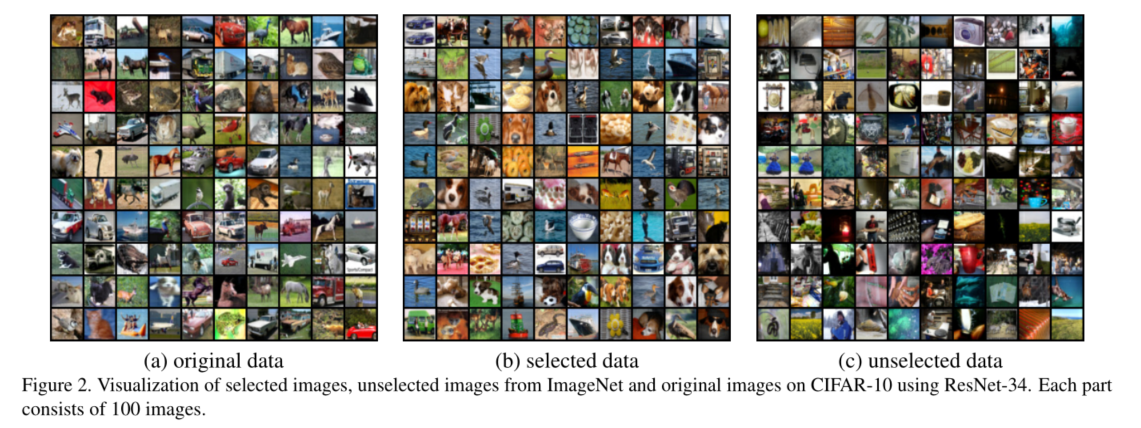 (a) original data
(b) selected data
(c) unselected data
Figure 2. Visualization of selected images, unselected images from ImageNet and original images on CIFAR-10 using ResNet-34. Each part
consists of 100 images.